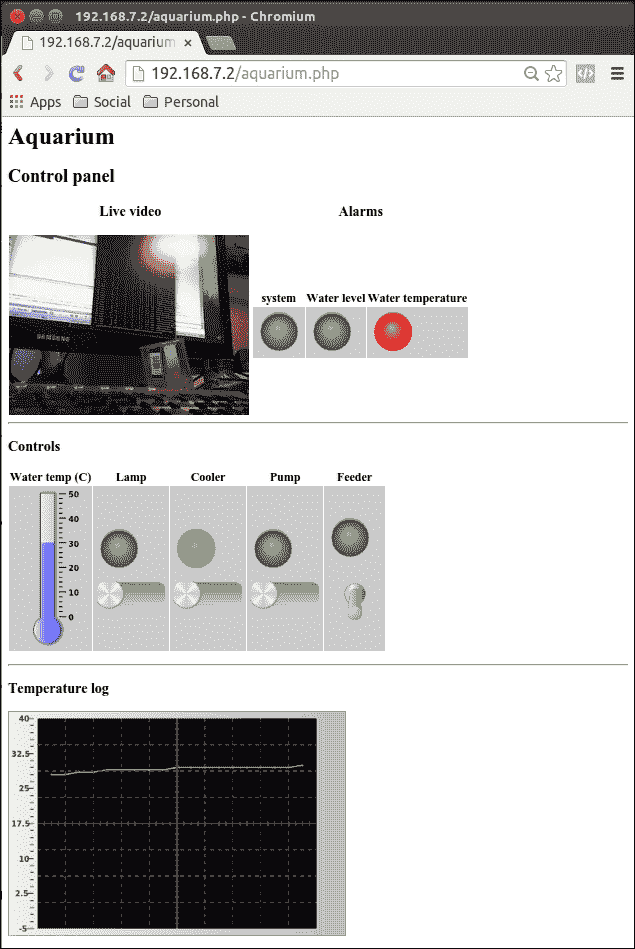 192.168.7.2/aquarium.php - Chromium
192.168.7.2/aquarium
192.168.7.2/aquarium.php
Apps Social Personal
Aquarium
Control panel
Live video Alarms
system Water level Water temperature
SAMSUNG
Controls
Water temp (C) Lamp Cooler Pump Feeder
50
40
30
20
10
0
Temperature log
40
32.5
25
17.5
10
2.5
-5